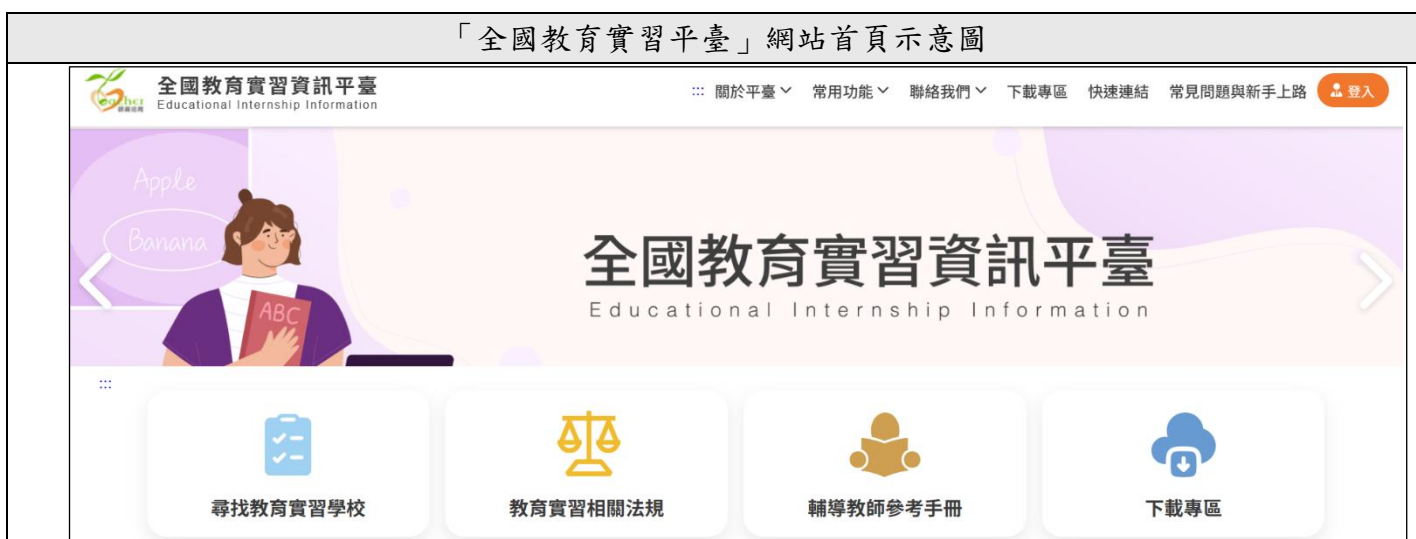 「全國教育實習平臺」網站首頁示意圖
全國教育實習資訊平臺
Educational Internship Information
::: 關於平臺 常用功能 聯絡我們 下載專區 快速連結 常見問題與新手上路 登入
Apple
Banana
ABC
全國教育實習資訊平臺
Educational Internship Information
:::
尋找教育實習學校 教育實習相關法規 輔導教師參考手冊 下載專區